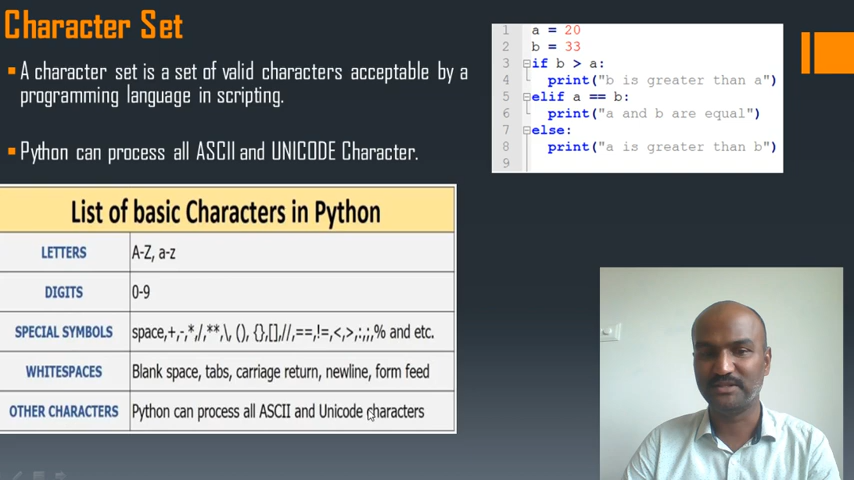 Character Set
A character set is a set of valid characters acceptable by a
programming language in scripting.
Python can process all ASCII and UNICODE Character.
1 a = 20
2 b = 33
3 if b > a:
4 print("b is greater than a")
5 elif a == b:
6 print("a and b are equal")
7 else:
8 print("a is greater than b")
9
List of basic Characters in Python
LETTERS A-Z, a-z
DIGITS 0-9
SPECIAL SYMBOLS space,+,-,*,/,**,\, (), {},[],//,==,!=,<,>,:,;,% and etc.
WHITESPACES Blank space, tabs, carriage return, newline, form feed
OTHER CHARACTERS Python can process all ASCII and Unicode characters